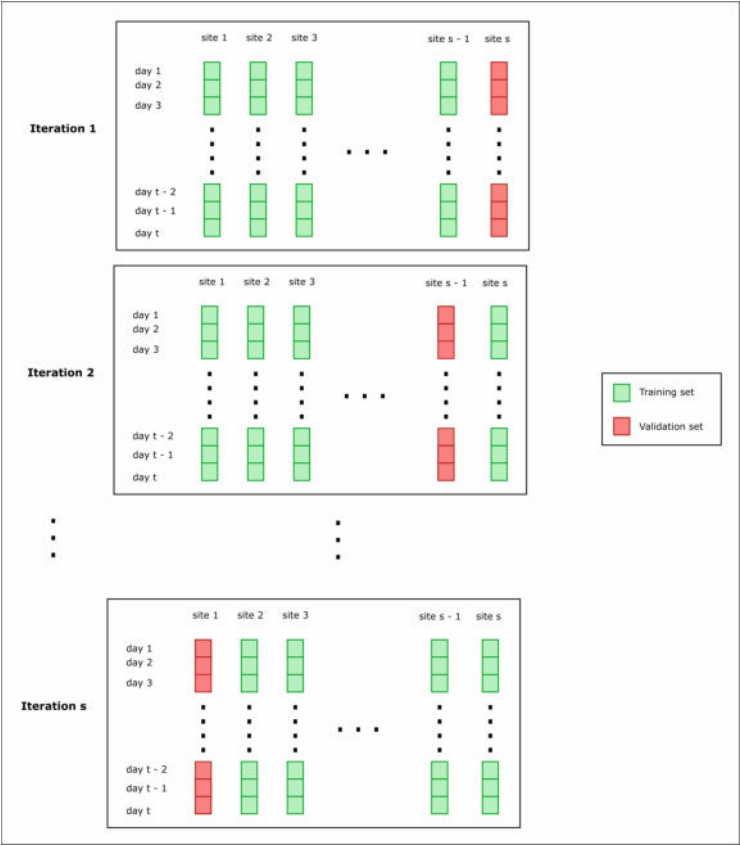 site 1 site 2 site 3 site s - 1 site s
day 1
day 2
day 3
Iteration 1
day t - 2
day t - 1
day t
site 1 site 2 site 3 site s - 1 site s
day 1
day 2
day 3
Iteration 2
day t - 2
day t - 1
day t
Training set
Validation set
site 1 site 2 site 3 site s - 1 site s
day 1
day 2
day 3
Iteration s
day t - 2
day t - 1
day t